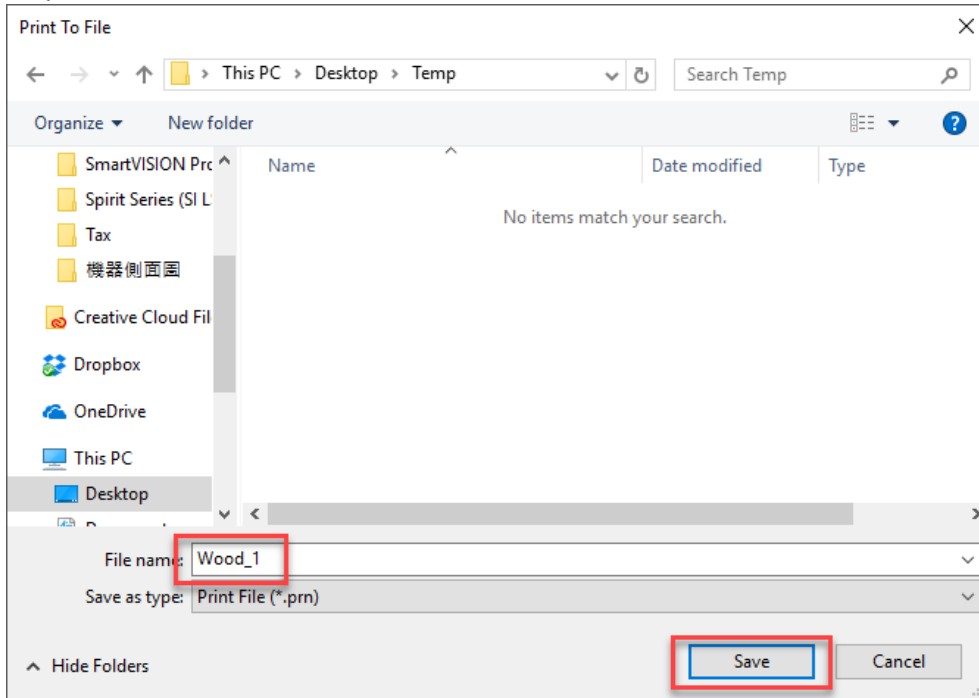 Print To File
This PC > Desktop > Temp
Search Temp
Organize
New folder
SmartVISION Prc
Spirit Series (SI L
Tax
機器側面圖
Creative Cloud Fil
Dropbox
OneDrive
This PC
Desktop
Name
Date modified
Type
No items match your search.
File name: Wood_1
Save as type: Print File (*.prn)
Hide Folders
Save
Cancel